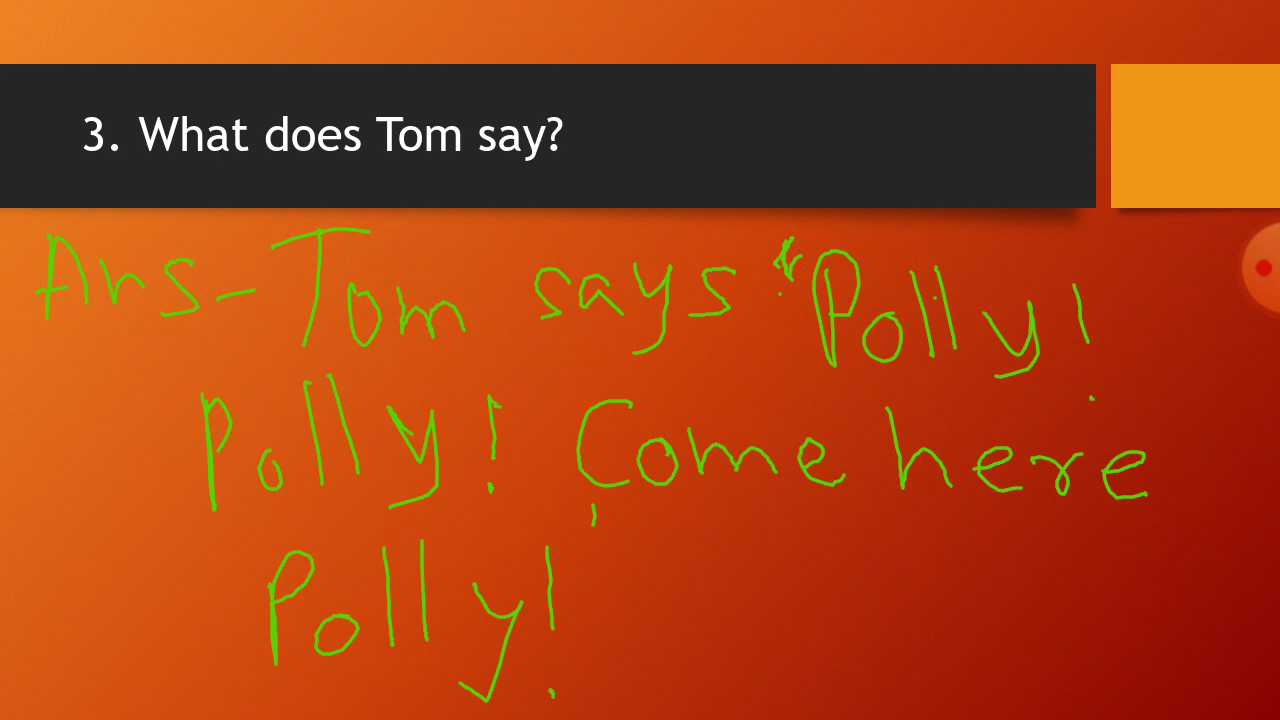 3. What does Tom say?
Ans- Tom says "Polly!
Polly! Come here
Polly!